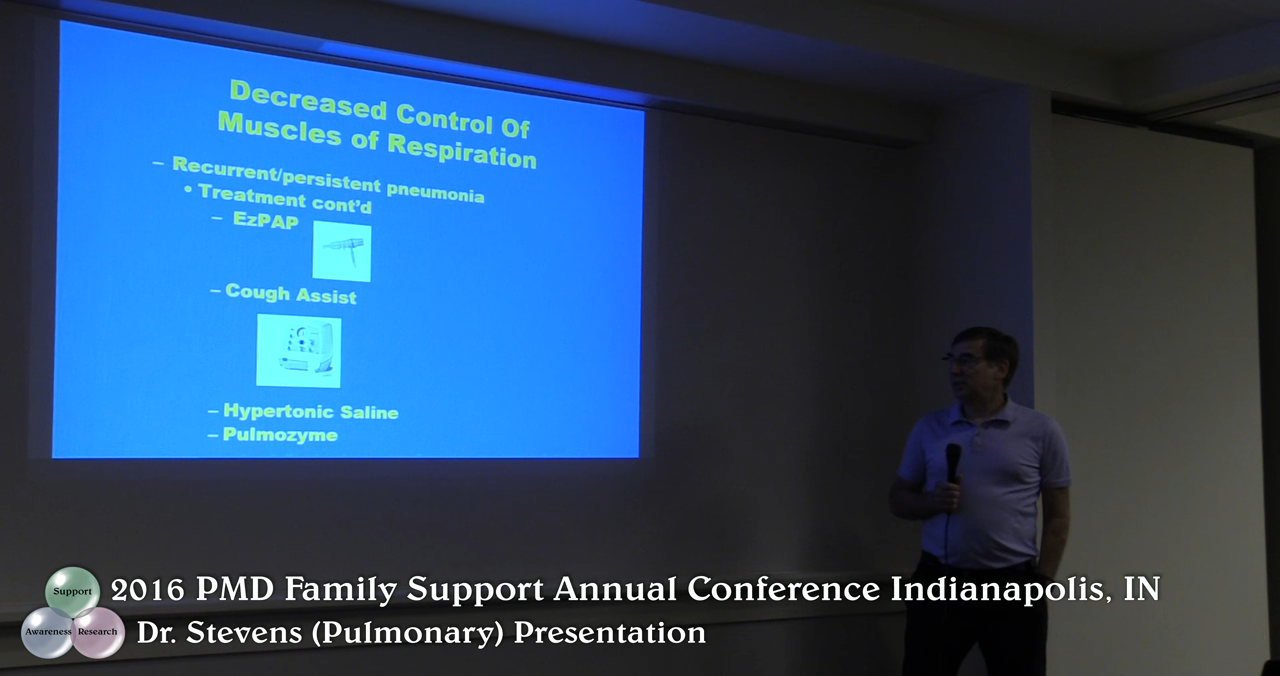 Decreased Control Of
Muscles of Respiration
– Recurrent/persistent pneumonia
• Treatment cont'd
– EzPAP
– Cough Assist
– Hypertonic Saline
– Pulmozyme
Support
Awareness Research
2016 PMD Family Support Annual Conference Indianapolis, IN
Dr. Stevens (Pulmonary) Presentation